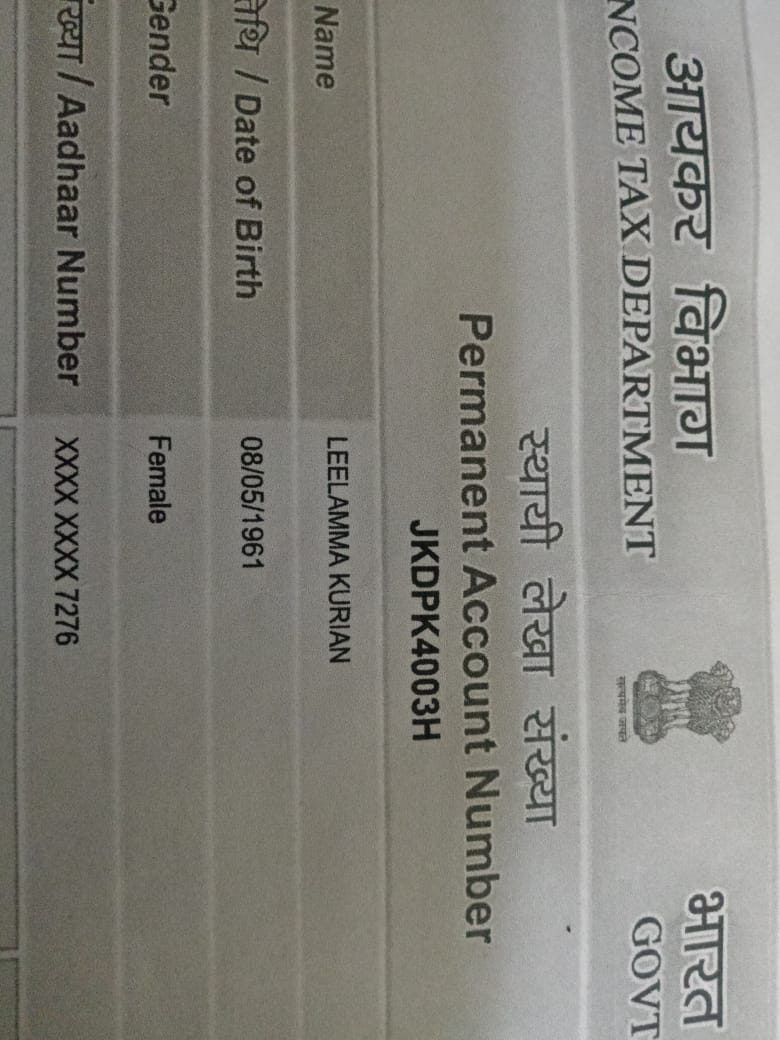 आयकर विभाग
INCOME TAX DEPARTMENT
सत्यमेव जयते
भारत
GOVT
स्थायी लेखा संख्या
Permanent Account Number
JKDPK4003H
Name LEELAMMA KURIAN
/ Date of Birth 08/05/1961
Gender Female
/ Aadhaar Number XXXX XXXX 7276